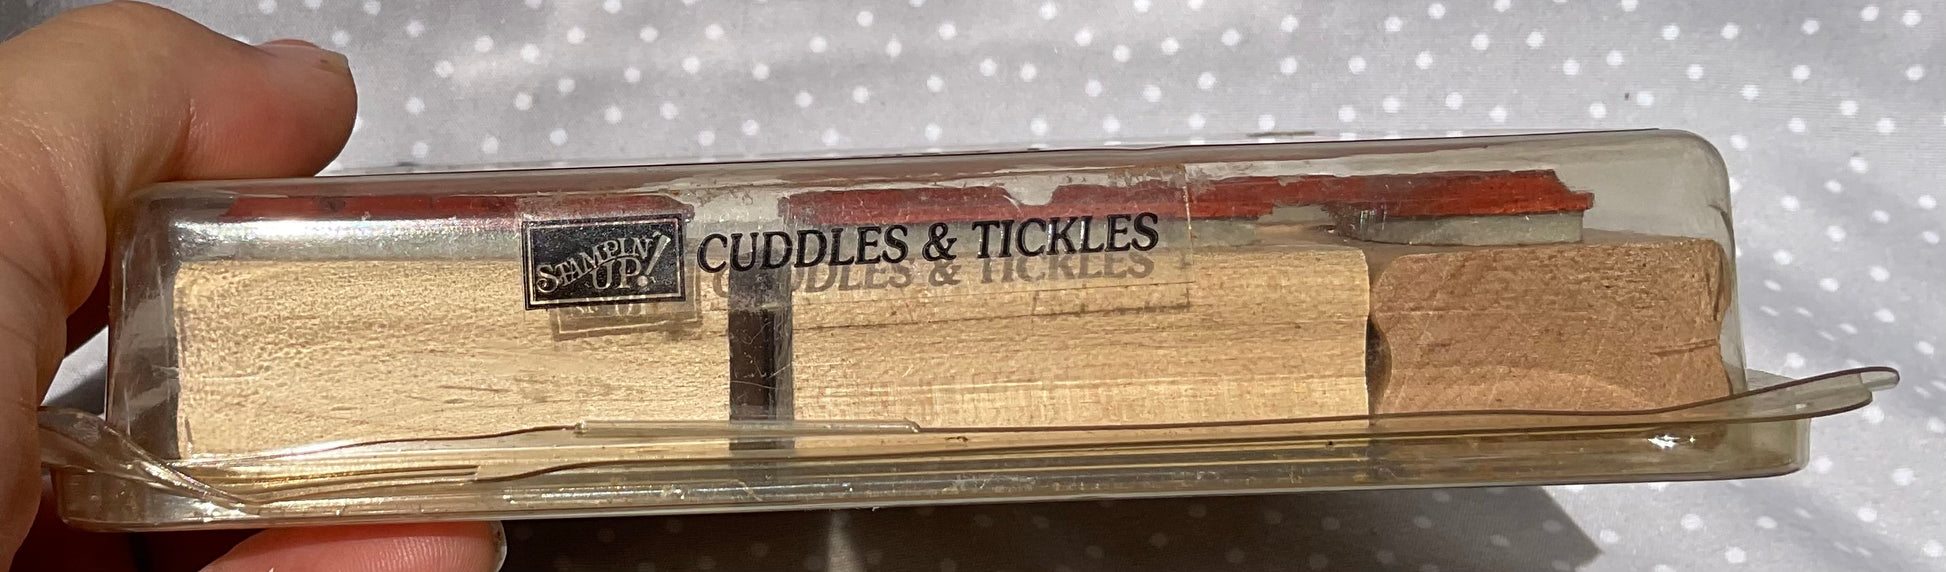 STAMPIN' UP! CUDDLES & TICKLES